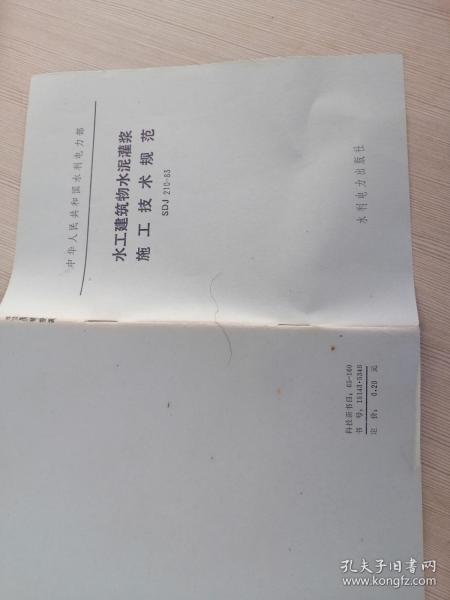 中华人民共和国水利电力部
水工建筑物水泥灌浆
施工技术规范
SDJ 210-83
水利电力出版社
科技新书目：65-160
书号：15143·5346
定价：0.20 元
孔夫子旧书网
www.kongfz.com